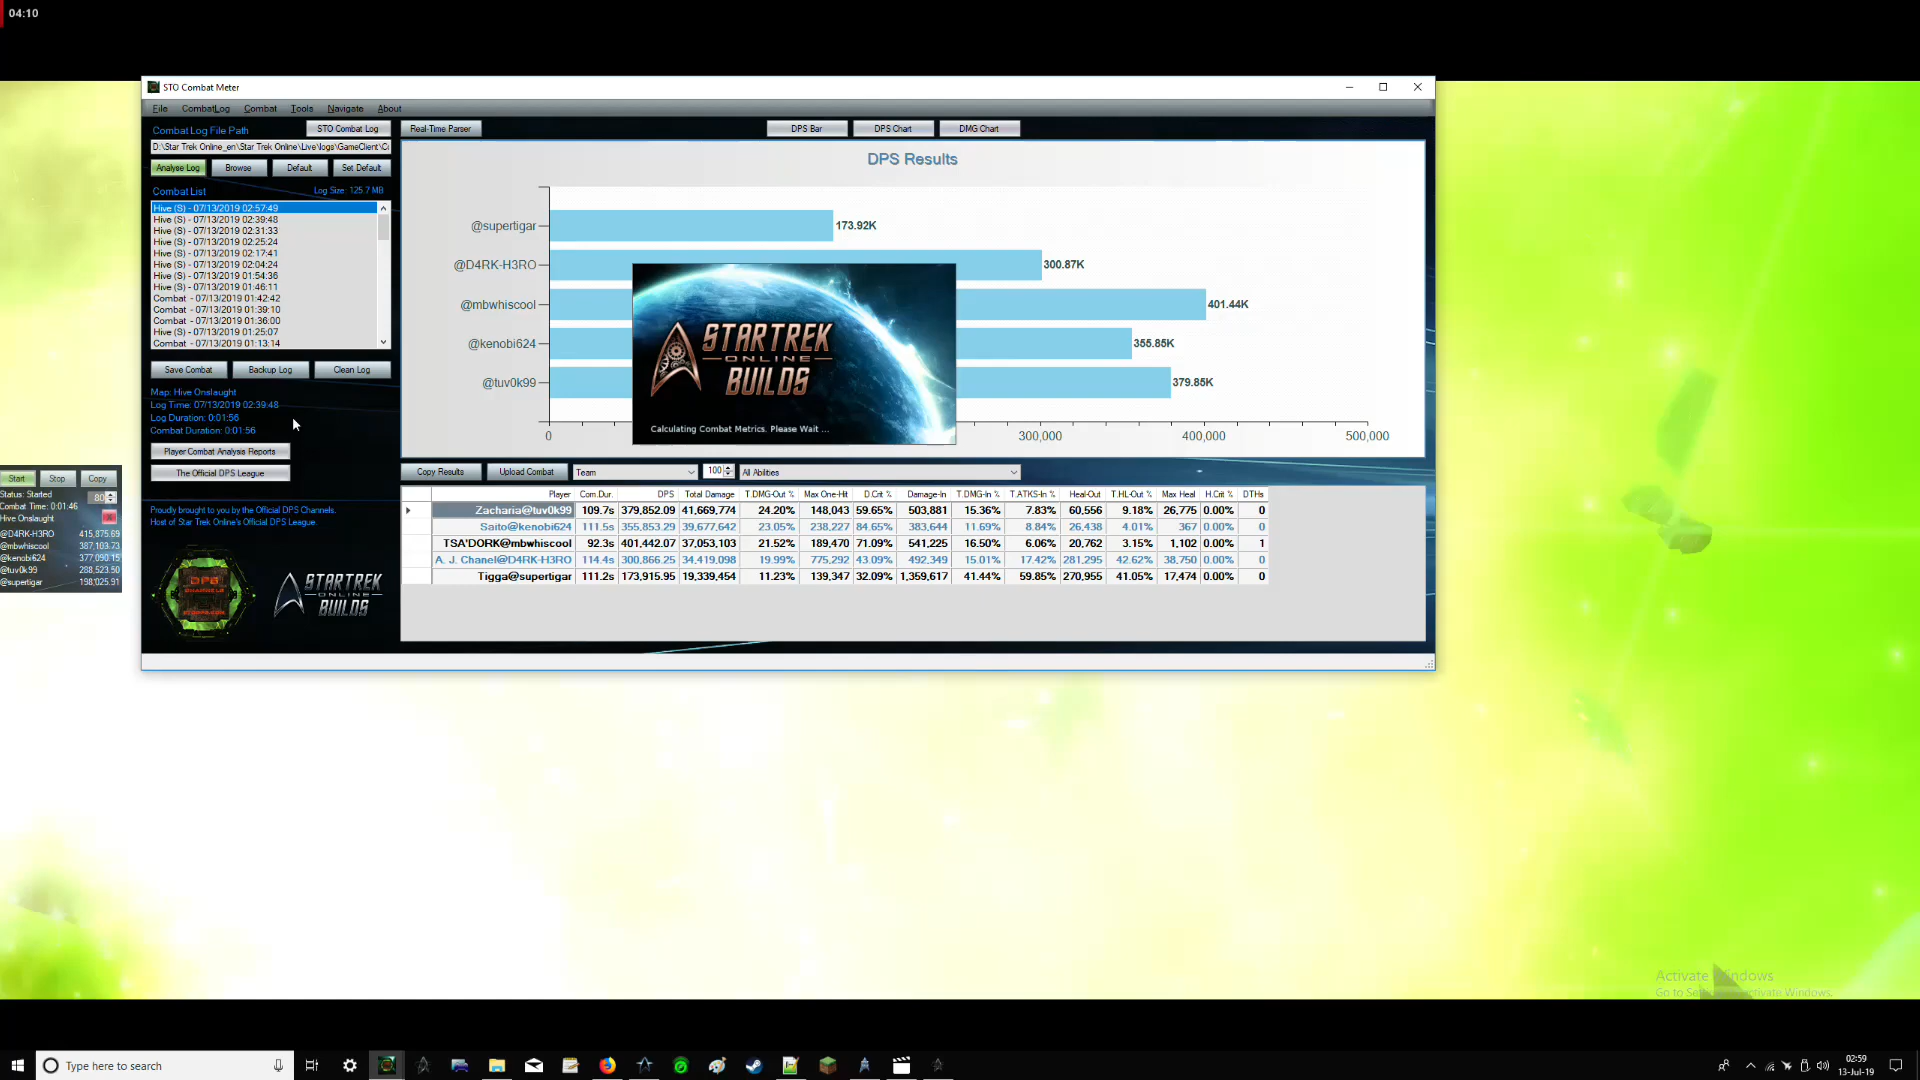 04:10
STO Combat Meter
File CombatLog Combat Tools Navigate About
Combat Log File Path STO Combat Log Real-Time Parser DPS Bar DPS Chart DMG Chart
D:\Star Trek Online_en\Star Trek Online\Live\logs\GameClient\C
Analyse Log Browse Default Set Default
DPS Results
Combat List Log Size: 125.7 MB
Hive (S) - 07/13/2019 02:57:49
Hive (S) - 07/13/2019 02:39:48
Hive (S) - 07/13/2019 02:31:33
Hive (S) - 07/13/2019 02:25:24
Hive (S) - 07/13/2019 02:17:41
Hive (S) - 07/13/2019 02:04:24
Hive (S) - 07/13/2019 01:54:36
Hive (S) - 07/13/2019 01:46:11
Combat - 07/13/2019 01:42:42
Combat - 07/13/2019 01:39:10
Combat - 07/13/2019 01:36:00
Hive (S) - 07/13/2019 01:25:07
Combat - 07/13/2019 01:13:14
@supertigar 173.92K
@D4RK-H3RO 300.87K
@mbwhiscool 401.44K
@kenobi624 355.85K
@tuv0k99 379.85K
0 300,000 400,000 500,000
STARTREK
ONLINE
BUILDS
Calculating Combat Metrics. Please Wait ...
Save Combat Backup Log Clean Log
Map: Hive Onslaught
Log Time: 07/13/2019 02:39:48
Log Duration: 0:01:56
Combat Duration: 0:01:56
Player Combat Analysis Reports
The Official DPS League
Proudly brought to you by the Official DPS Channels.
Host of Star Trek Online's Official DPS League.
DPS
CHANNELS
STARTREK
ONLINE
BUILDS
Start Stop Copy
Status: Started 80
Combat Time: 0:01:46
Hive Onslaught
@D4RK-H3RO 415,875.69
@mbwhiscool 387,103.73
@kenobi624 377,090.15
@tuv0k99 288,523.50
@supertigar 198,025.91
Copy Results Upload Combat Team 100 All Abilities
Player Com.Dur. DPS Total Damage T.DMG-Out % Max One-Hit D.Crit % Damage-In T.DMG-In % T.ATKS-In % Heal-Out T.HL-Out % Max Heal H.Crit % DTHs
Zacharia@tuv0k99 109.7s 379,852.09 41,669,774 24.20% 148,043 59.65% 503,881 15.36% 7.83% 60,556 9.18% 26,775 0.00% 0
Saito@kenobi624 111.5s 355,853.29 39,677,642 23.05% 238,227 84.65% 383,644 11.69% 8.84% 26,438 4.01% 367 0.00% 0
TSA'DORK@mbwhiscool 92.3s 401,442.07 37,053,103 21.52% 189,470 71.09% 541,225 16.50% 6.06% 20,762 3.15% 1,102 0.00% 1
A. J. Chanel@D4RK-H3RO 114.4s 300,866.25 34,419,098 19.99% 775,292 43.09% 492,349 15.01% 17.42% 281,295 42.62% 38,750 0.00% 0
Tigga@supertigar 111.2s 173,915.95 19,339,454 11.23% 139,347 32.09% 1,359,617 41.44% 59.85% 270,955 41.05% 17,474 0.00% 0
Activate Windows
Go to Activate Windows.
Type here to search
02:59
13-Jul-19